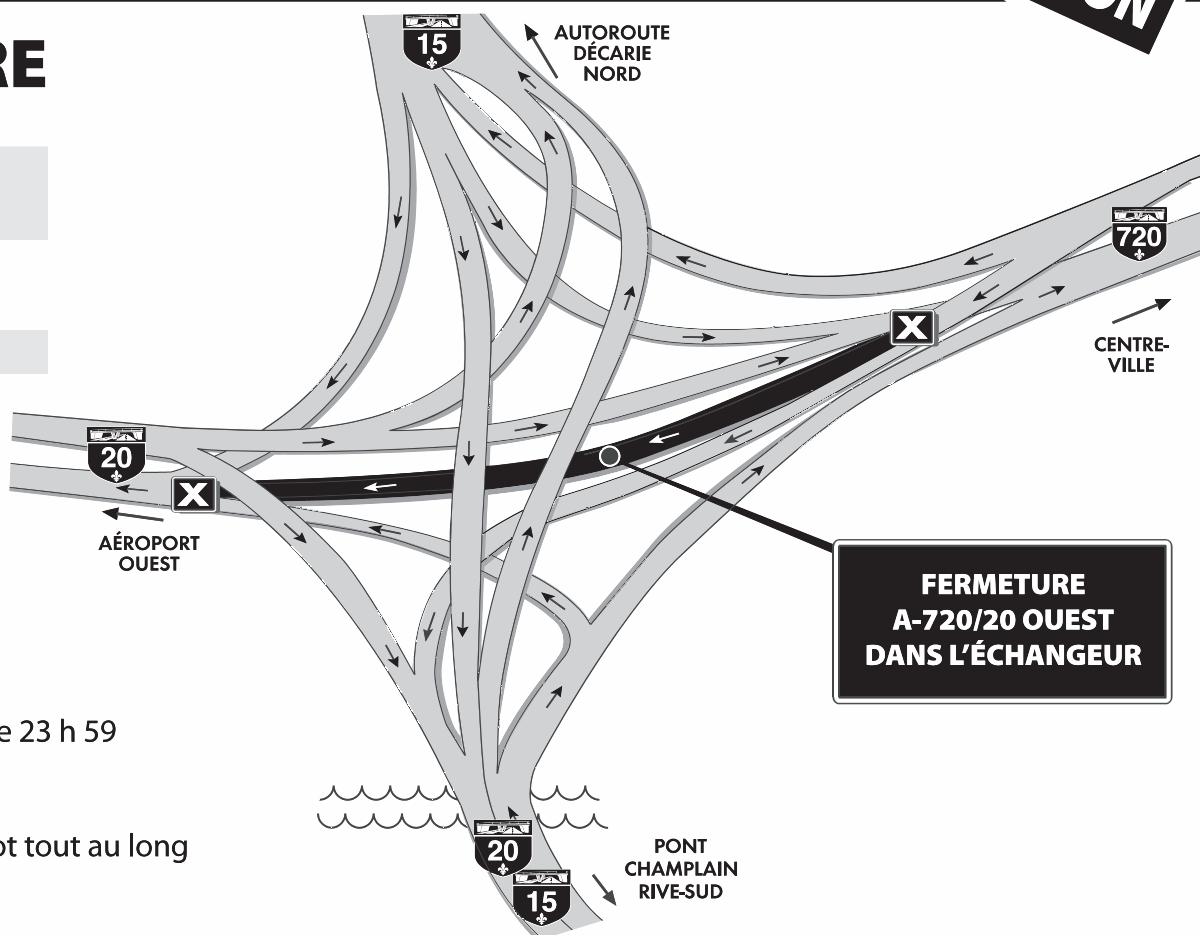 ON
RE
15
AUTOROUTE
DÉCARIE
NORD
720
CENTRE-
VILLE
X
20
X
AÉROPORT
OUEST
FERMETURE
A-720/20 OUEST
DANS L’ÉCHANGEUR
e 23 h 59
ot tout au long
20
15
PONT
CHAMPLAIN
RIVE-SUD